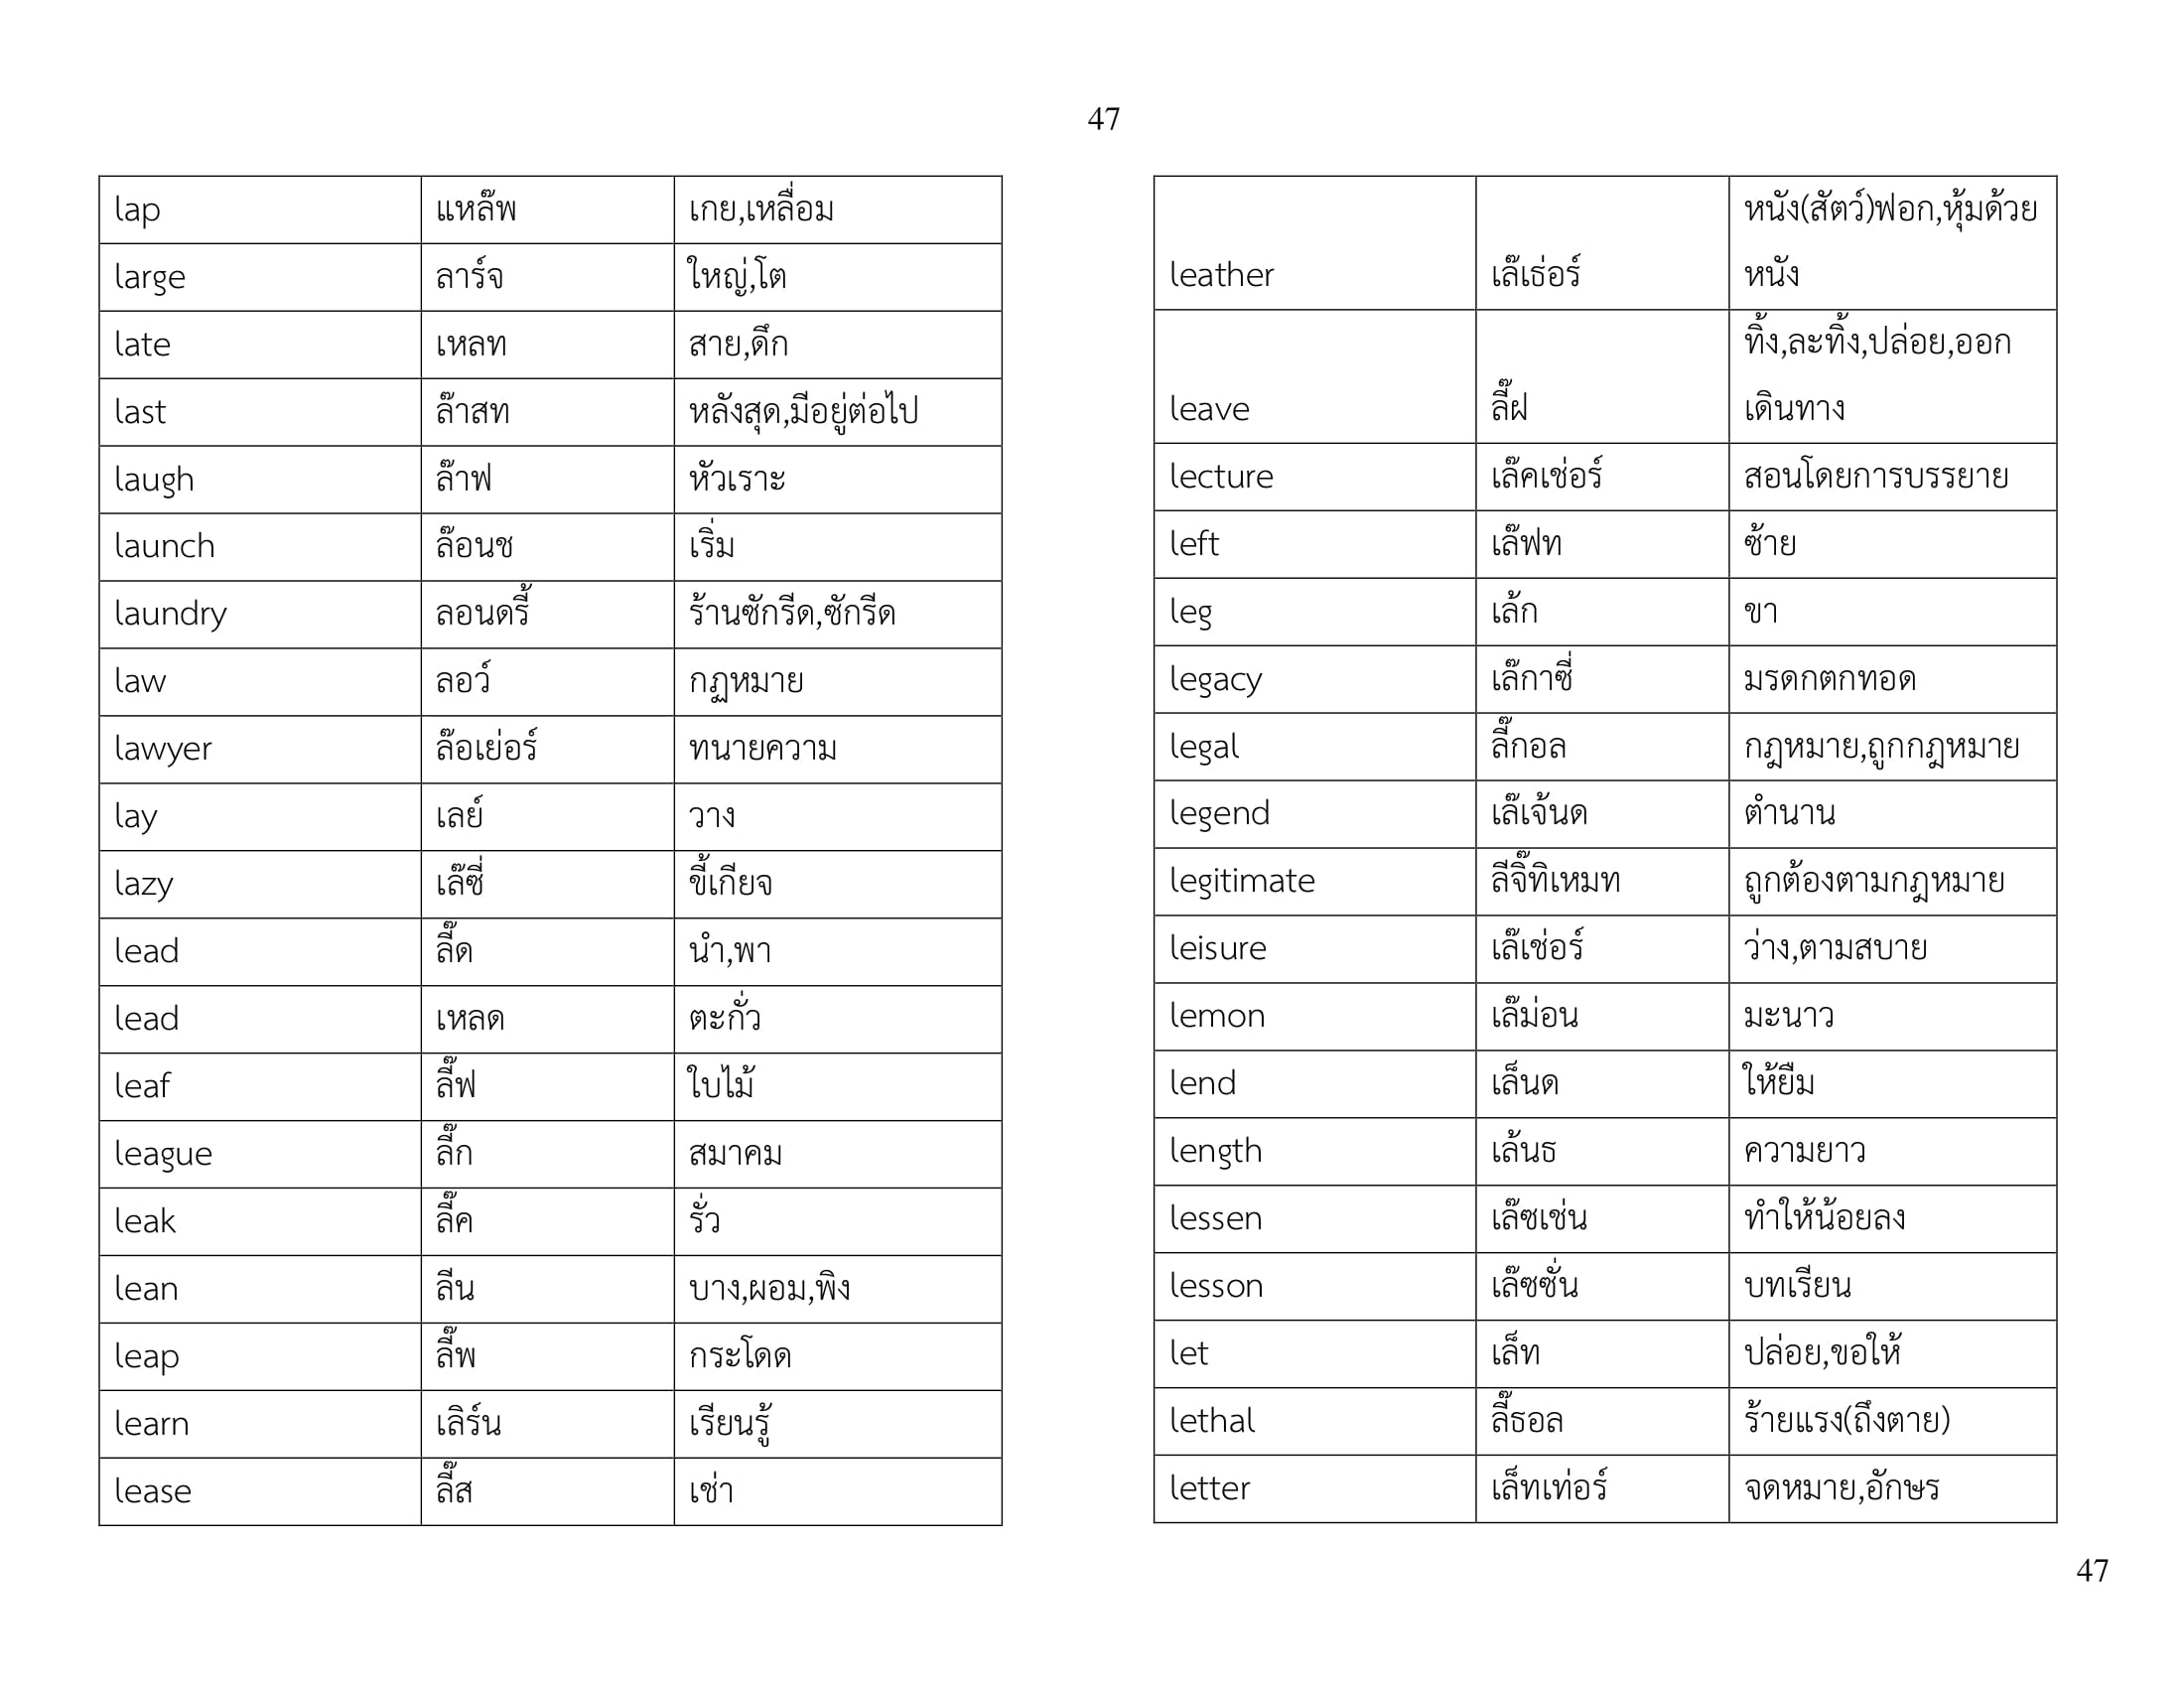 47
lap แหล๊พ เกย,เหลื่อม
large ลาร์จ ใหญ่,โต
late เหลท สาย,ดึก
last ล๊าสท หลังสุด,มีอยู่ต่อไป
laugh ล๊าฟ หัวเราะ
launch ล๊อนช เริ่ม
laundry ลอนดรี้ ร้านซักรีด,ซักรีด
law ลอว์ กฏหมาย
lawyer ล๊อเย่อร์ ทนายความ
lay เลย์ วาง
lazy เล๊ซี่ ขี้เกียจ
lead ลี๊ด นำ,พา
lead เหลด ตะกั่ว
leaf ลี๊ฟ ใบไม้
league ลี๊ก สมาคม
leak ลี๊ค รั่ว
lean ลีน บาง,ผอม,พิง
leap ลี๊พ กระโดด
learn เลิร์น เรียนรู้
lease ลี๊ส เช่า
หนัง(สัตว์)ฟอก,หุ้มด้วย
leather เล๊เธ่อร์ หนัง
ทิ้ง,ละทิ้ง,ปล่อย,ออก
leave ลี๊ฝ เดินทาง
lecture เล๊คเช่อร์ สอนโดยการบรรยาย
left เล๊ฟท ซ้าย
leg เล้ก ขา
legacy เล๊กาซี่ มรดกตกทอด
legal ลี๊กอล กฎหมาย,ถูกกฎหมาย
legend เล๊เจ้นด ตำนาน
legitimate ลีจิ๊ทิเหมท ถูกต้องตามกฎหมาย
leisure เล๊เช่อร์ ว่าง,ตามสบาย
lemon เล๊ม่อน มะนาว
lend เล็นด ให้ยืม
length เล้นธ ความยาว
lessen เล๊ซเช่น ทำให้น้อยลง
lesson เล๊ซซั่น บทเรียน
let เล็ท ปล่อย,ขอให้
lethal ลี๊ธอล ร้ายแรง(ถึงตาย)
letter เล็ทเท่อร์ จดหมาย,อักษร
47